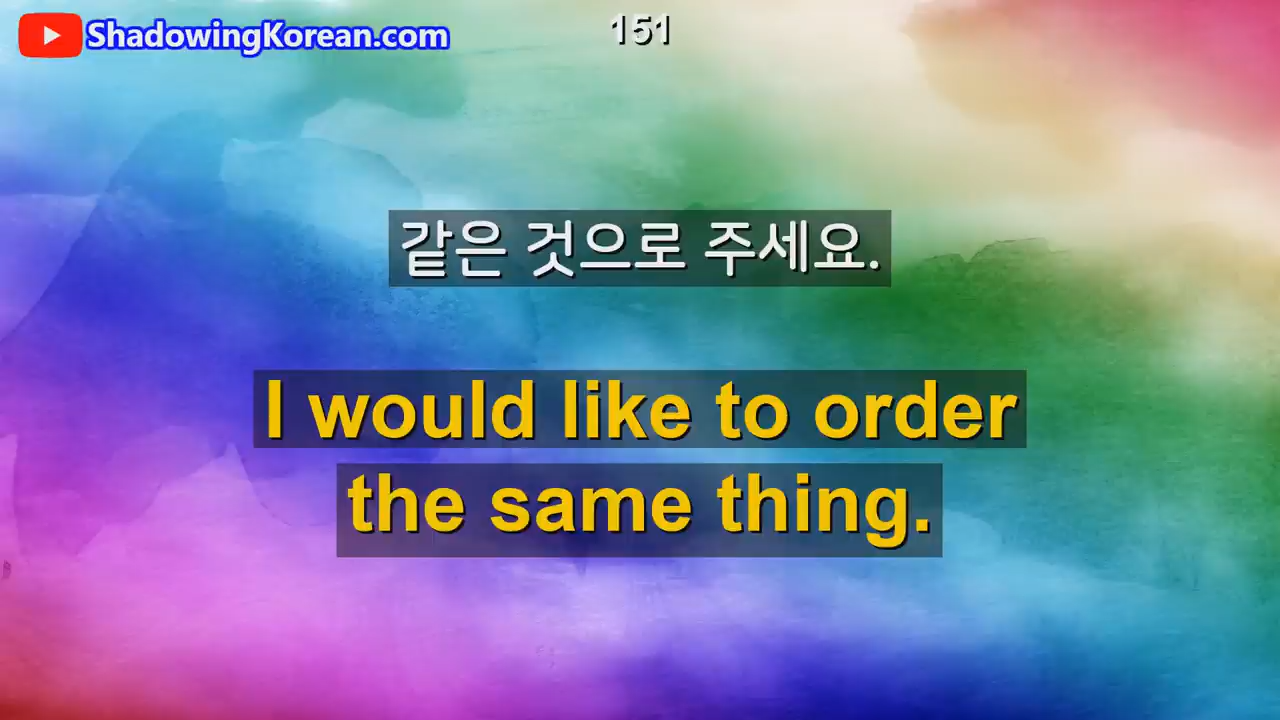 ShadowingKorean.com
151
같은 것으로 주세요.
I would like to order
the same thing.